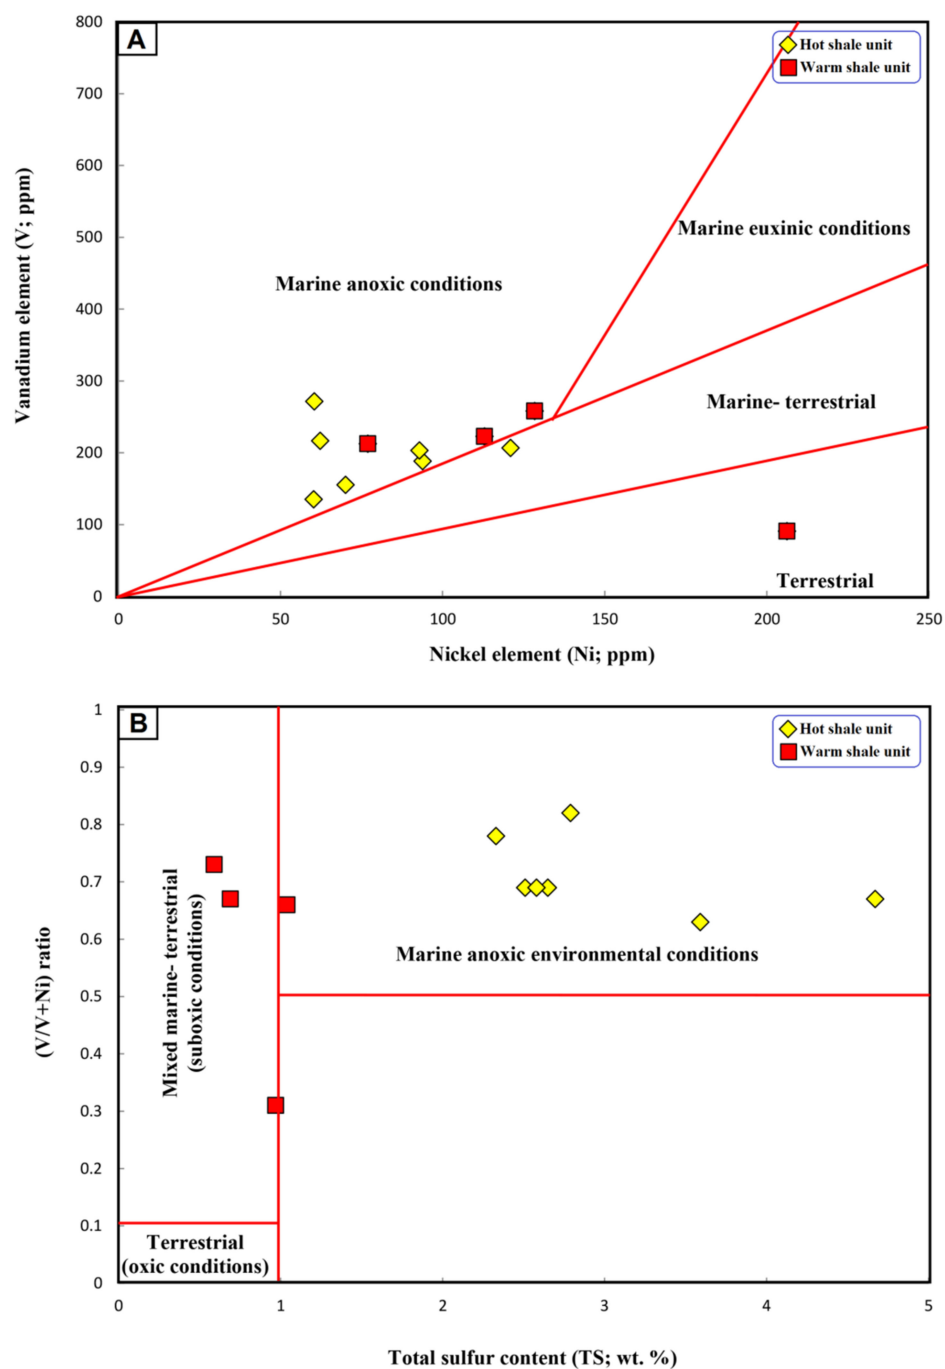 A
Hot shale unit
Warm shale unit
800
700
600
500
400
300
200
100
0
Vanadium element (V; ppm)
Marine euxinic conditions
Marine anoxic conditions
Marine- terrestrial
Terrestrial
0 50 100 150 200 250
Nickel element (Ni; ppm)
B
Hot shale unit
Warm shale unit
1
0.9
0.8
0.7
0.6
0.5
0.4
0.3
0.2
0.1
0
(V/V+Ni) ratio
Mixed marine- terrestrial
(suboxic conditions)
Marine anoxic environmental conditions
Terrestrial
(oxic conditions)
0 1 2 3 4 5
Total sulfur content (TS; wt. %)